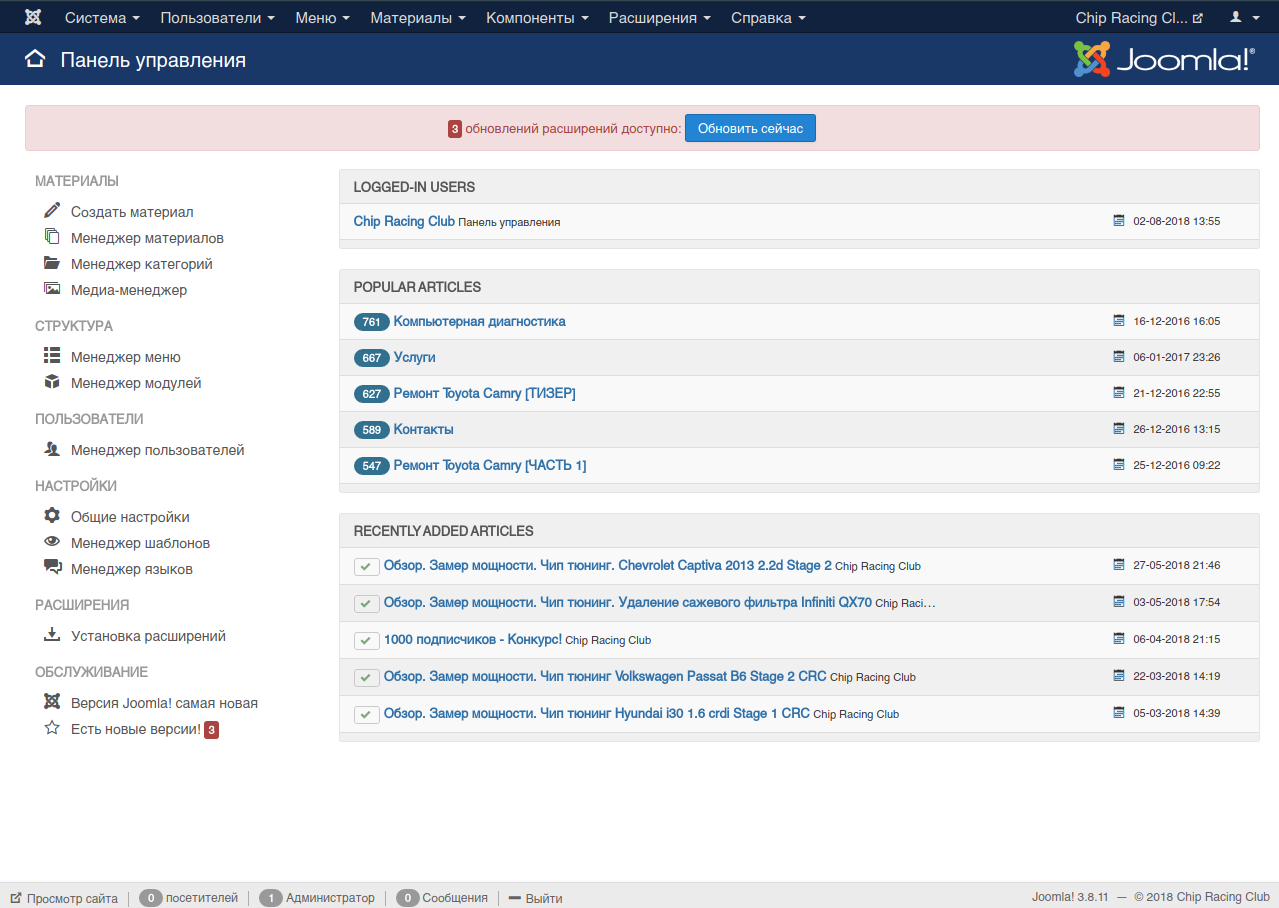 Система Пользователи Меню Материалы Компоненты Расширения Справка Chip Racing Cl...
Панель управления Joomla!®
3 обновлений расширений доступно: Обновить сейчас
МАТЕРИАЛЫ
Создать материал
Менеджер материалов
Менеджер категорий
Медиа-менеджер
СТРУКТУРА
Менеджер меню
Менеджер модулей
ПОЛЬЗОВАТЕЛИ
Менеджер пользователей
НАСТРОЙКИ
Общие настройки
Менеджер шаблонов
Менеджер языков
РАСШИРЕНИЯ
Установка расширений
ОБСЛУЖИВАНИЕ
Версия Joomla! самая новая
Есть новые версии! 3
LOGGED-IN USERS
Chip Racing Club Панель управления 02-08-2018 13:55
POPULAR ARTICLES
761 Компьютерная диагностика 16-12-2016 16:05
667 Услуги 06-01-2017 23:26
627 Ремонт Toyota Camry [ТИЗЕР] 21-12-2016 22:55
589 Контакты 26-12-2016 13:15
547 Ремонт Toyota Camry [ЧАСТЬ 1] 25-12-2016 09:22
RECENTLY ADDED ARTICLES
Обзор. Замер мощности. Чип тюнинг. Chevrolet Captiva 2013 2.2d Stage 2 Chip Racing Club 27-05-2018 21:46
Обзор. Замер мощности. Чип тюнинг. Удаление сажевого фильтра Infiniti QX70 Chip Raci… 03-05-2018 17:54
1000 подписчиков - Конкурс! Chip Racing Club 06-04-2018 21:15
Обзор. Замер мощности. Чип тюнинг Volkswagen Passat B6 Stage 2 CRC Chip Racing Club 22-03-2018 14:19
Обзор. Замер мощности. Чип тюнинг Hyundai i30 1.6 crdi Stage 1 CRC Chip Racing Club 05-03-2018 14:39
Просмотр сайта 0 посетителей 1 Администратор 0 Сообщения Выйти Joomla! 3.8.11 — © 2018 Chip Racing Club